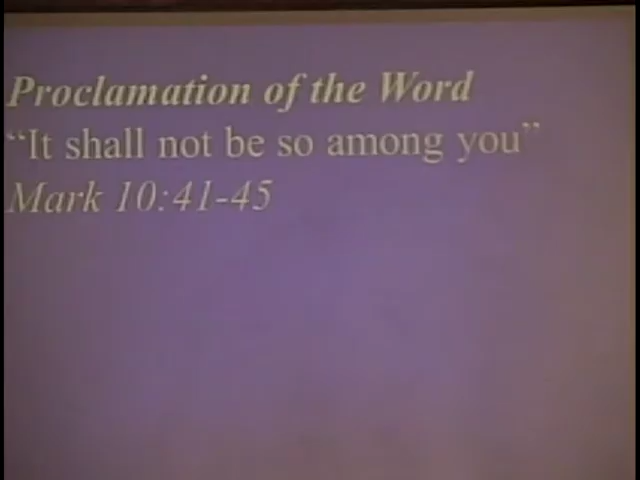 Proclamation of the Word
“It shall not be so among you”
Mark 10:41-45